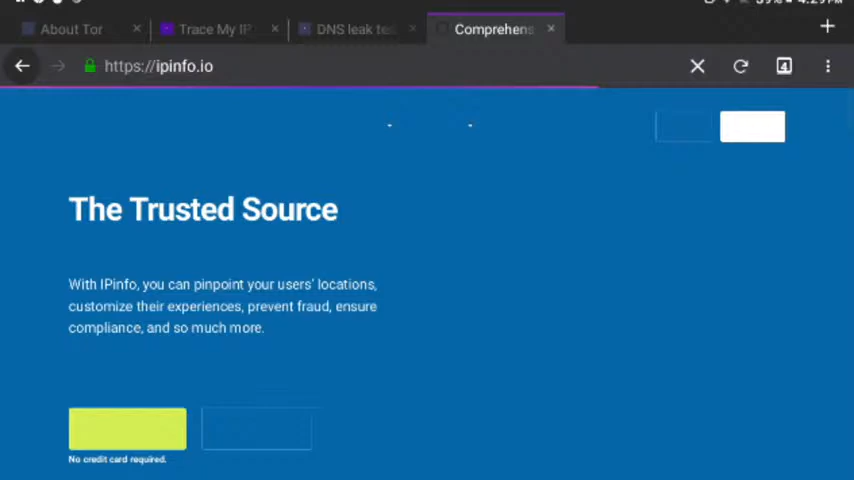 About Tor
Trace My IP
DNS leak tes
Comprehens
https://ipinfo.io
4
The Trusted Source
With IPinfo, you can pinpoint your users' locations,
customize their experiences, prevent fraud, ensure
compliance, and so much more.
No credit card required.